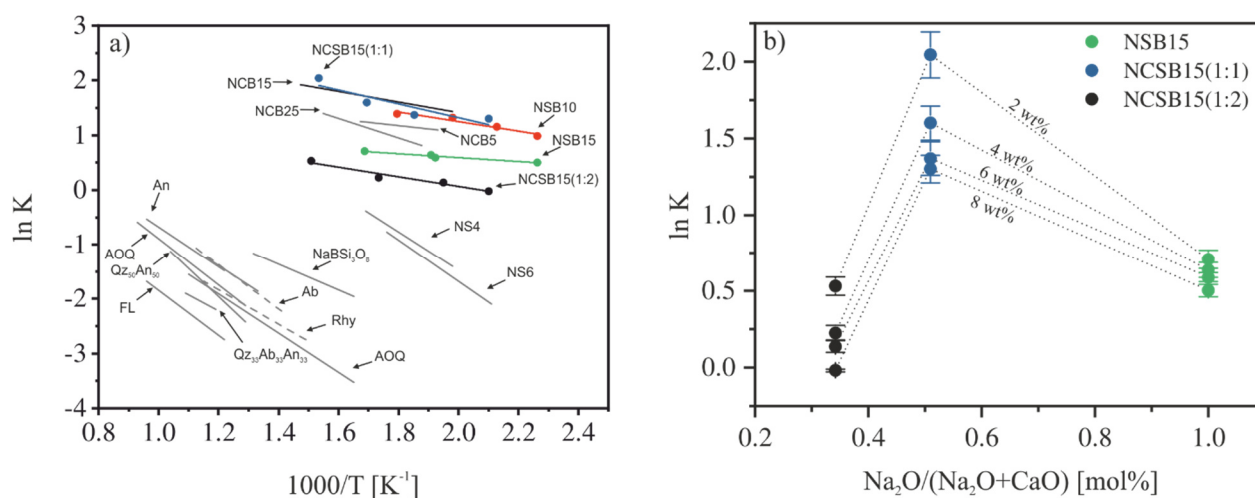 a)
3
2
1
0
-1
-2
-3
-4
ln K
0.8 1.0 1.2 1.4 1.6 1.8 2.0 2.2 2.4
1000/T [K⁻¹]
NCSB15(1:1)
NCB15
NCB25
NSB10
NCB5
NSB15
NCSB15(1:2)
An
NS4
AOQ
NaBSi₃O₈
Qz₅₀An₅₀
NS6
FL
Ab
Rhy
Qz₃₃Ab₃₃An₃₃
AOQ
b)
NSB15
NCSB15(1:1)
NCSB15(1:2)
2.0
1.5
1.0
0.5
0.0
ln K
2 wt%
4 wt%
6 wt%
8 wt%
0.2 0.4 0.6 0.8 1.0
Na₂O/(Na₂O+CaO) [mol%]